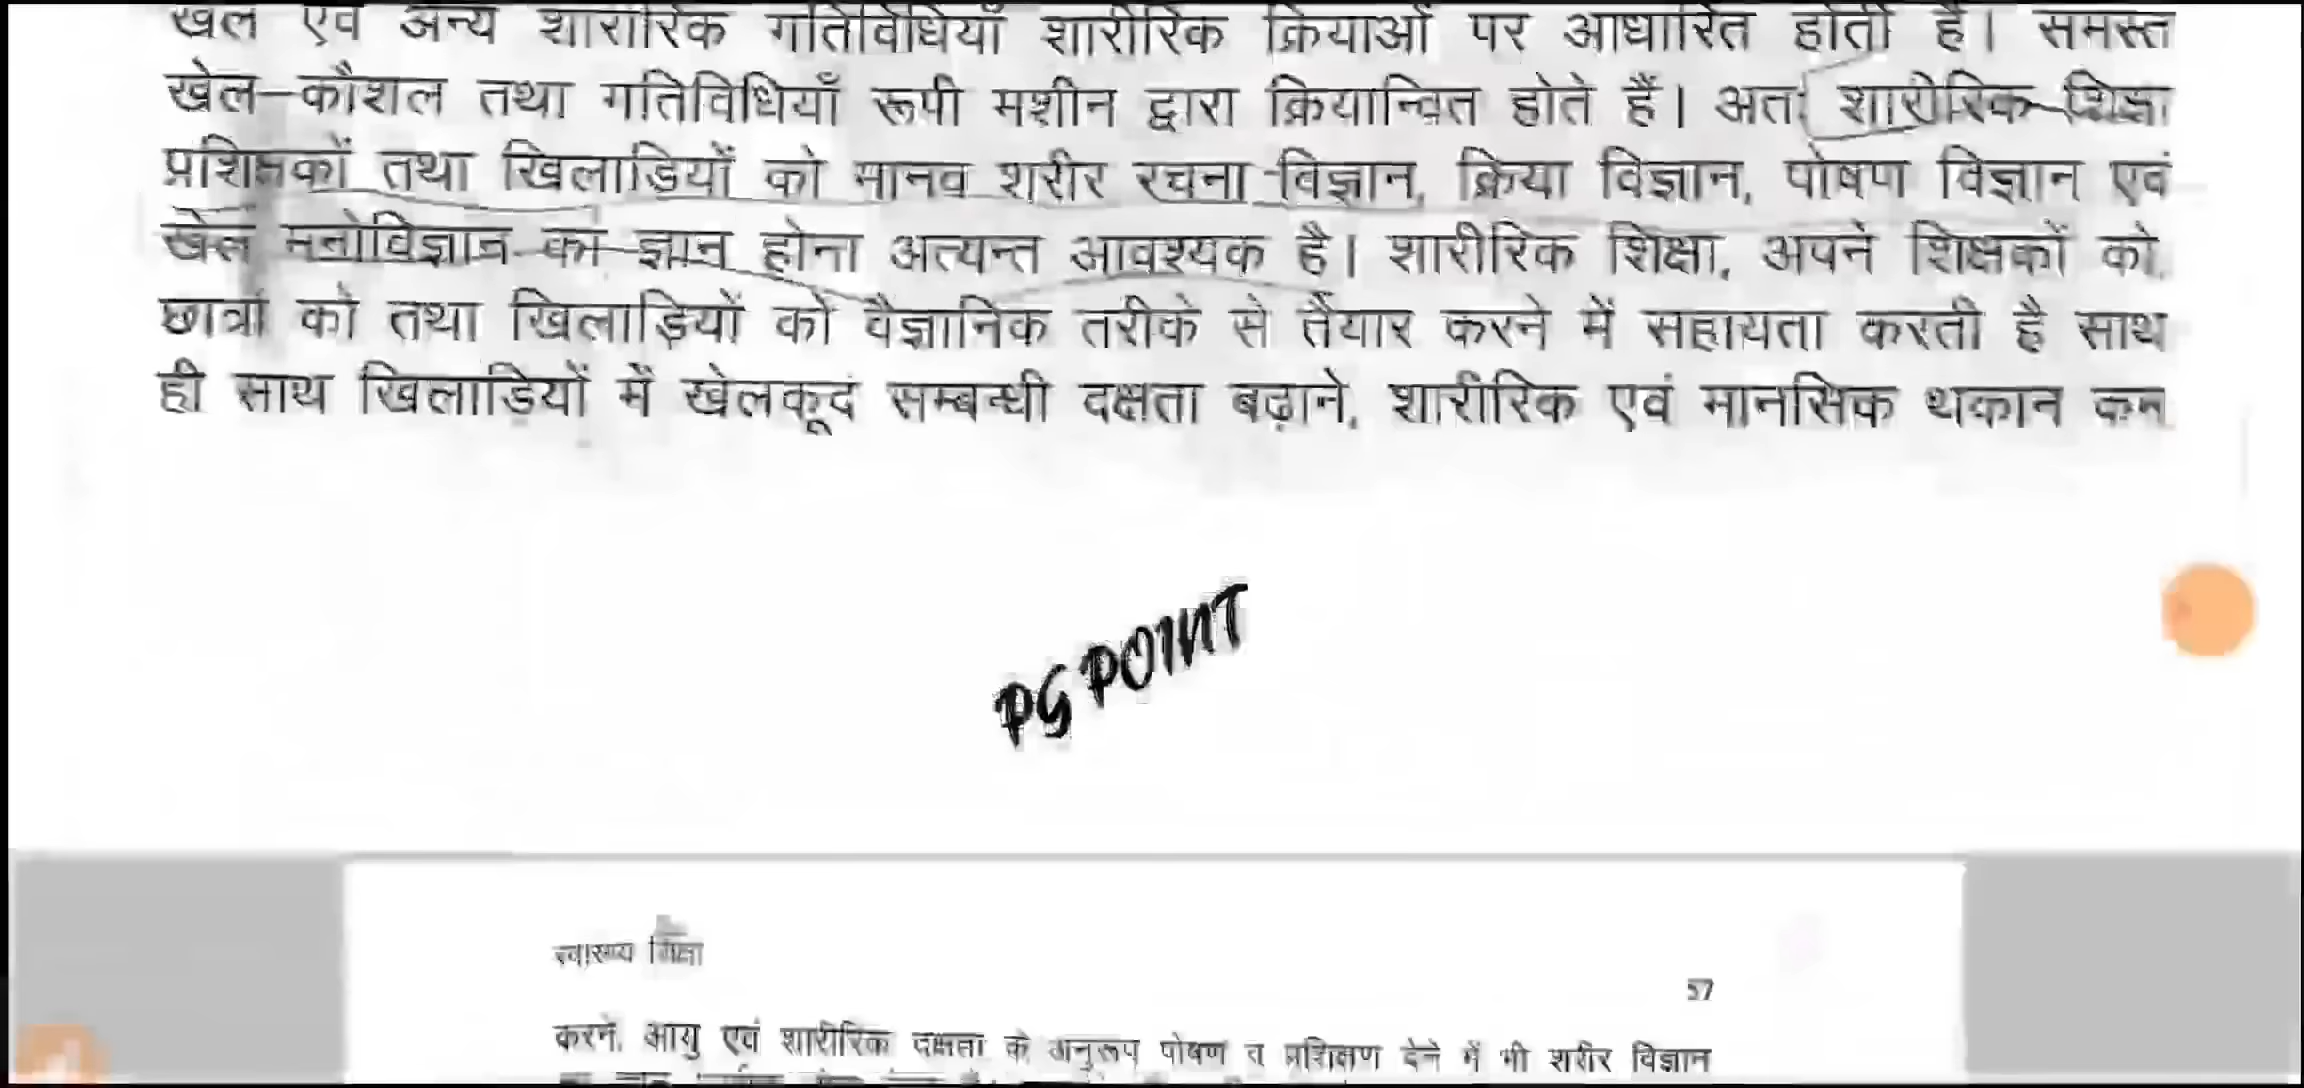 खेल एवं अन्य शारीरिक गतिविधियाँ शारीरिक क्रियाओं पर आधारित होती हैं। समस्त
खेल–कौशल तथा गतिविधियाँ रूपी मशीन द्वारा क्रियान्वित होते हैं। अतः शारीरिक शिक्षा
प्रशिक्षकों तथा खिलाड़ियों को मानव शरीर रचना विज्ञान, क्रिया विज्ञान, पोषण विज्ञान एवं
खेल मनोविज्ञान का ज्ञान होना अत्यन्त आवश्यक है। शारीरिक शिक्षा, अपने शिक्षकों को,
छात्रों को तथा खिलाड़ियों को वैज्ञानिक तरीके से तैयार करने में सहायता करती है साथ
ही साथ खिलाड़ियों में खेलकूद सम्बन्धी दक्षता बढ़ाने, शारीरिक एवं मानसिक थकान कम
PG POINT
स्वास्थ्य शिक्षा
57
करने, आयु एवं शारीरिक दक्षता के अनुरूप पोषण व प्रशिक्षण देने में भी शरीर विज्ञान